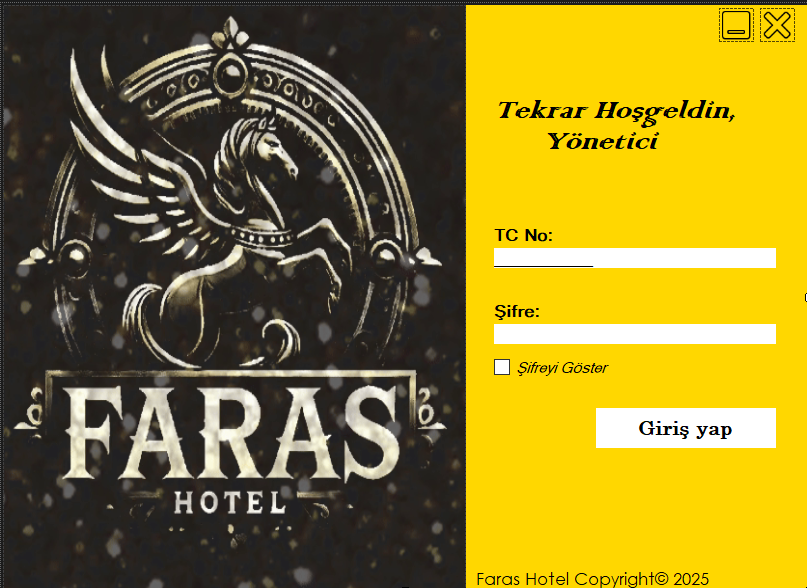 FARAS
HOTEL
Tekrar Hoşgeldin,
Yönetici
TC No:
Şifre:
Şifreyi Göster
Giriş yap
Faras Hotel Copyright© 2025